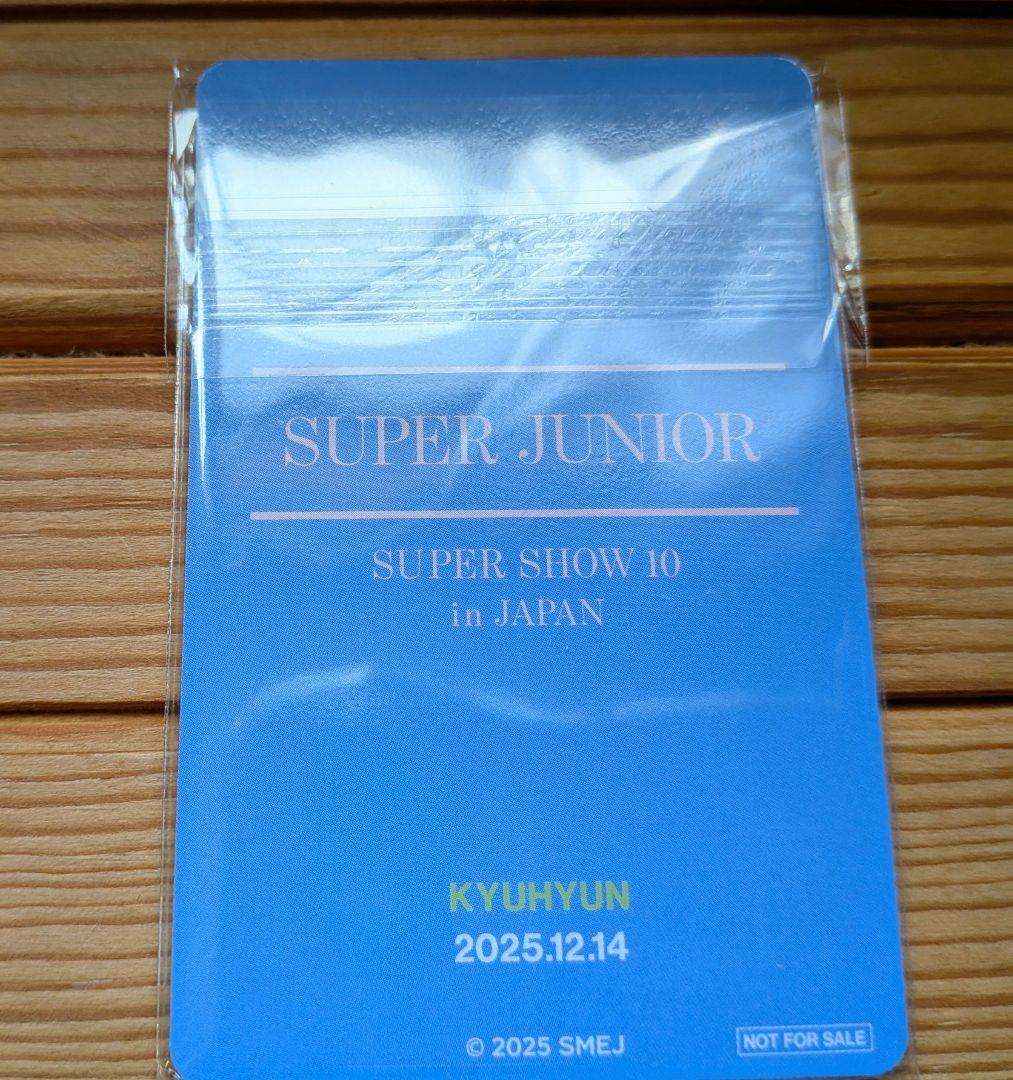 SUPER JUNIOR
SUPER SHOW 10
in JAPAN
KYUHYUN
2025.12.14
© 2025 SMEJ
NOT FOR SALE